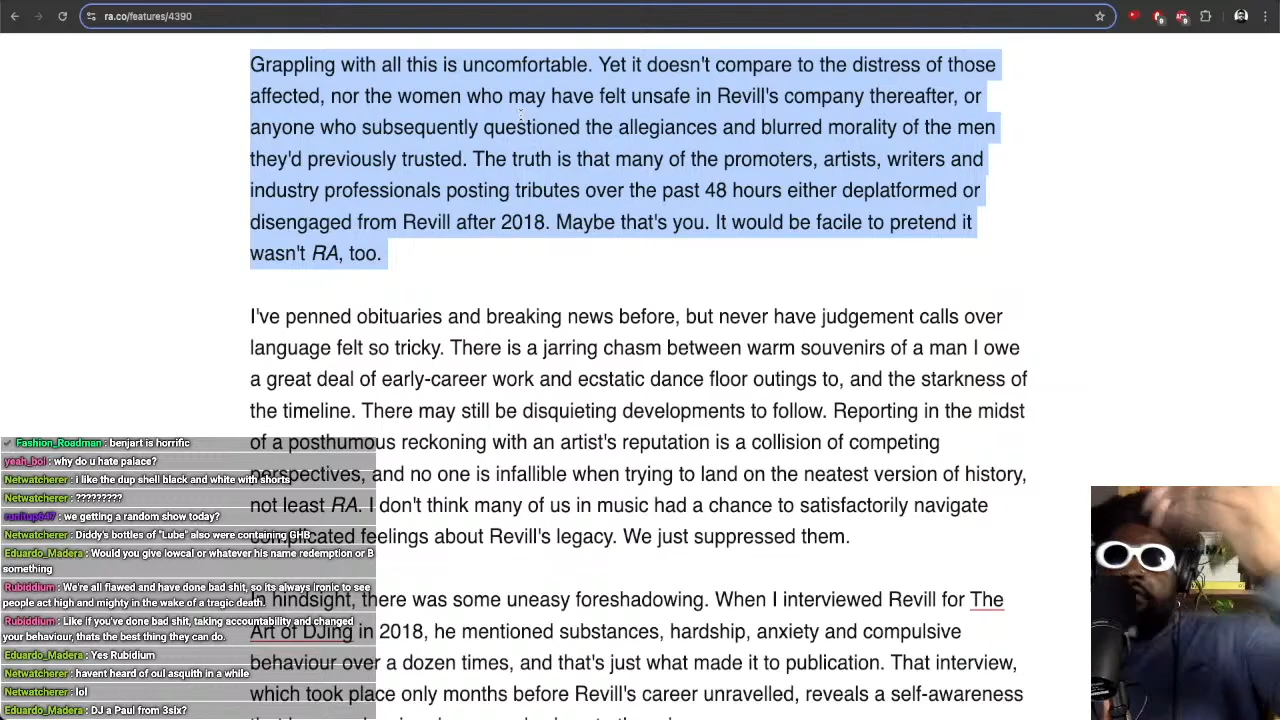 ra.co/features/4390
Grappling with all this is uncomfortable. Yet it doesn't compare to the distress of those
affected, nor the women who may have felt unsafe in Revill's company thereafter, or
anyone who subsequently questioned the allegiances and blurred morality of the men
they'd previously trusted. The truth is that many of the promoters, artists, writers and
industry professionals posting tributes over the past 48 hours either deplatformed or
disengaged from Revill after 2018. Maybe that's you. It would be facile to pretend it
wasn't RA, too.
I've penned obituaries and breaking news before, but never have judgement calls over
language felt so tricky. There is a jarring chasm between warm souvenirs of a man I owe
a great deal of early-career work and ecstatic dance floor outings to, and the starkness of
the timeline. There may still be disquieting developments to follow. Reporting in the midst
of a posthumous reckoning with an artist's reputation is a collision of competing
perspectives, and no one is infallible when trying to land on the neatest version of history,
not least RA. I don't think many of us in music had a chance to satisfactorily navigate
complicated feelings about Revill's legacy. We just suppressed them.
In hindsight, there was some uneasy foreshadowing. When I interviewed Revill for The
Art of DJing in 2018, he mentioned substances, hardship, anxiety and compulsive
behaviour over a dozen times, and that's just what made it to publication. That interview,
which took place only months before Revill's career unravelled, reveals a self-awareness
Fashion_Roadman : benjart is horrific
yeah_boi : why do u hate palace?
Netwatcherer : i like the dup shell black and white with shorts
Netwatcherer : ?????????
runitup647 : we getting a random show today?
Netwatcherer : Diddy's bottles of "Lube" also were containing GHB
Eduardo_Madera : Would you give lowcal or whatever his name redemption or B
something
Rubiddium : We're all flawed and have done bad shit, so its always ironic to see
people act high and mighty in the wake of a tragic death.
Rubiddium : Like if you've done bad shit, taking accountability and changed
your behaviour, thats the best thing they can do.
Eduardo_Madera : Yes Rubidium
Netwatcherer : havent heard of oul asquith in a while
Netwatcherer : lol
Eduardo_Madera : DJ a Paul from 3six?